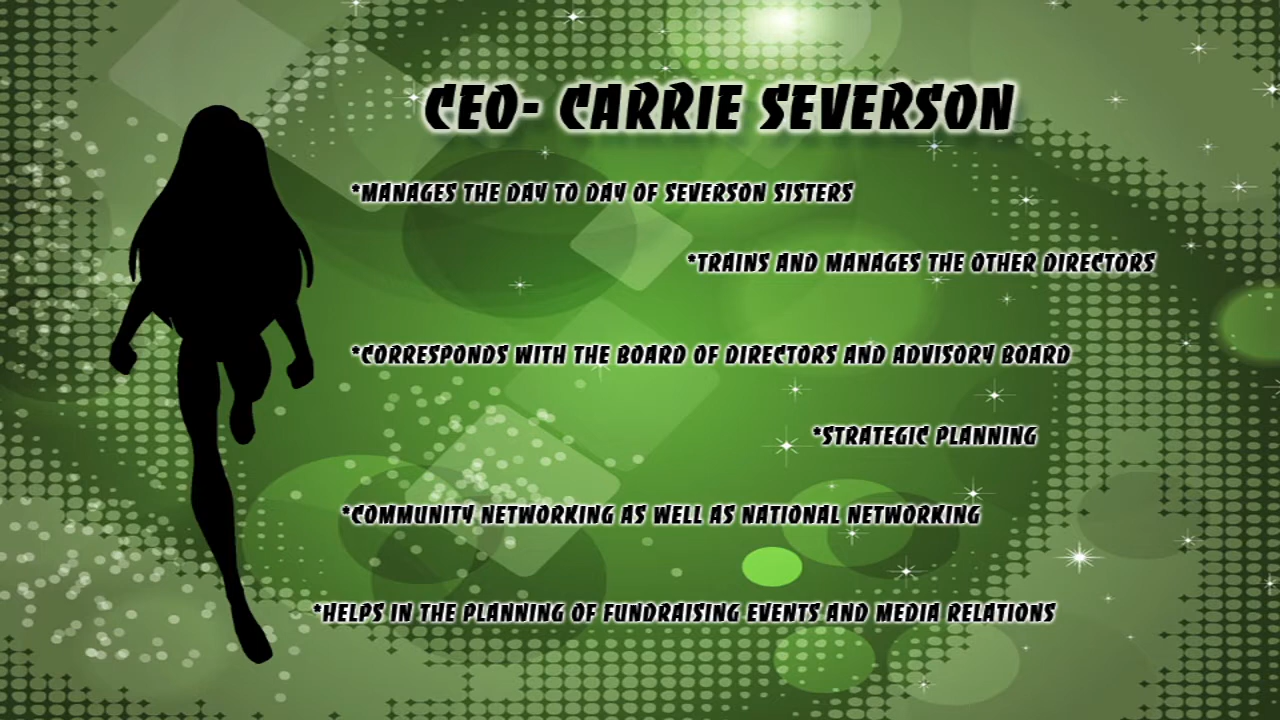 CEO- CARRIE SEVERSON
*MANAGES THE DAY TO DAY OF SEVERSON SISTERS
*TRAINS AND MANAGES THE OTHER DIRECTORS
*CORRESPONDS WITH THE BOARD OF DIRECTORS AND ADVISORY BOARD
*STRATEGIC PLANNING
*COMMUNITY NETWORKING AS WELL AS NATIONAL NETWORKING
*HELPS IN THE PLANNING OF FUNDRAISING EVENTS AND MEDIA RELATIONS